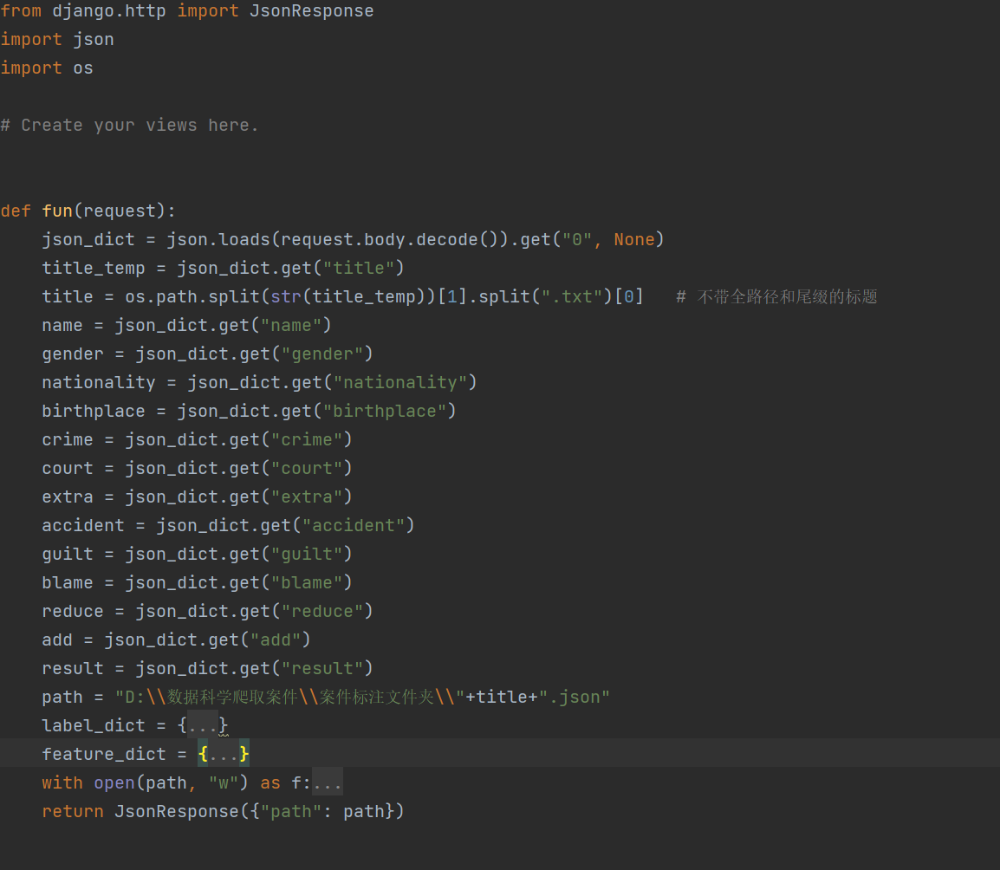 from django.http import JsonResponse
import json
import os
# Create your views here.
def fun(request):
    json_dict = json.loads(request.body.decode()).get("0", None)
    title_temp = json_dict.get("title")
    title = os.path.split(str(title_temp))[1].split(".txt")[0]   # 不带全路径和尾缀的标题
    name = json_dict.get("name")
    gender = json_dict.get("gender")
    nationality = json_dict.get("nationality")
    birthplace = json_dict.get("birthplace")
    crime = json_dict.get("crime")
    court = json_dict.get("court")
    extra = json_dict.get("extra")
    accident = json_dict.get("accident")
    guilt = json_dict.get("guilt")
    blame = json_dict.get("blame")
    reduce = json_dict.get("reduce")
    add = json_dict.get("add")
    result = json_dict.get("result")
    path = "D:\\数据科学爬取案件\\案件标注文件夹\\"+title+".json"
    label_dict = {...}
    feature_dict = {...}
    with open(path, "w") as f:...
    return JsonResponse({"path": path})